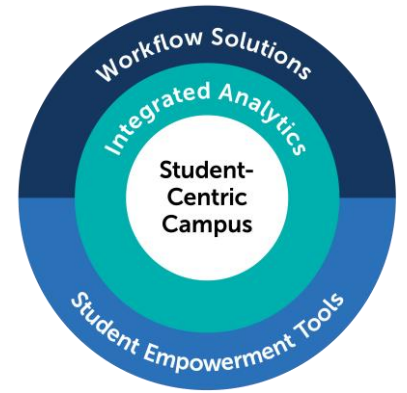 Workflow Solutions
Integrated Analytics
Student-
Centric
Campus
Student Empowerment Tools